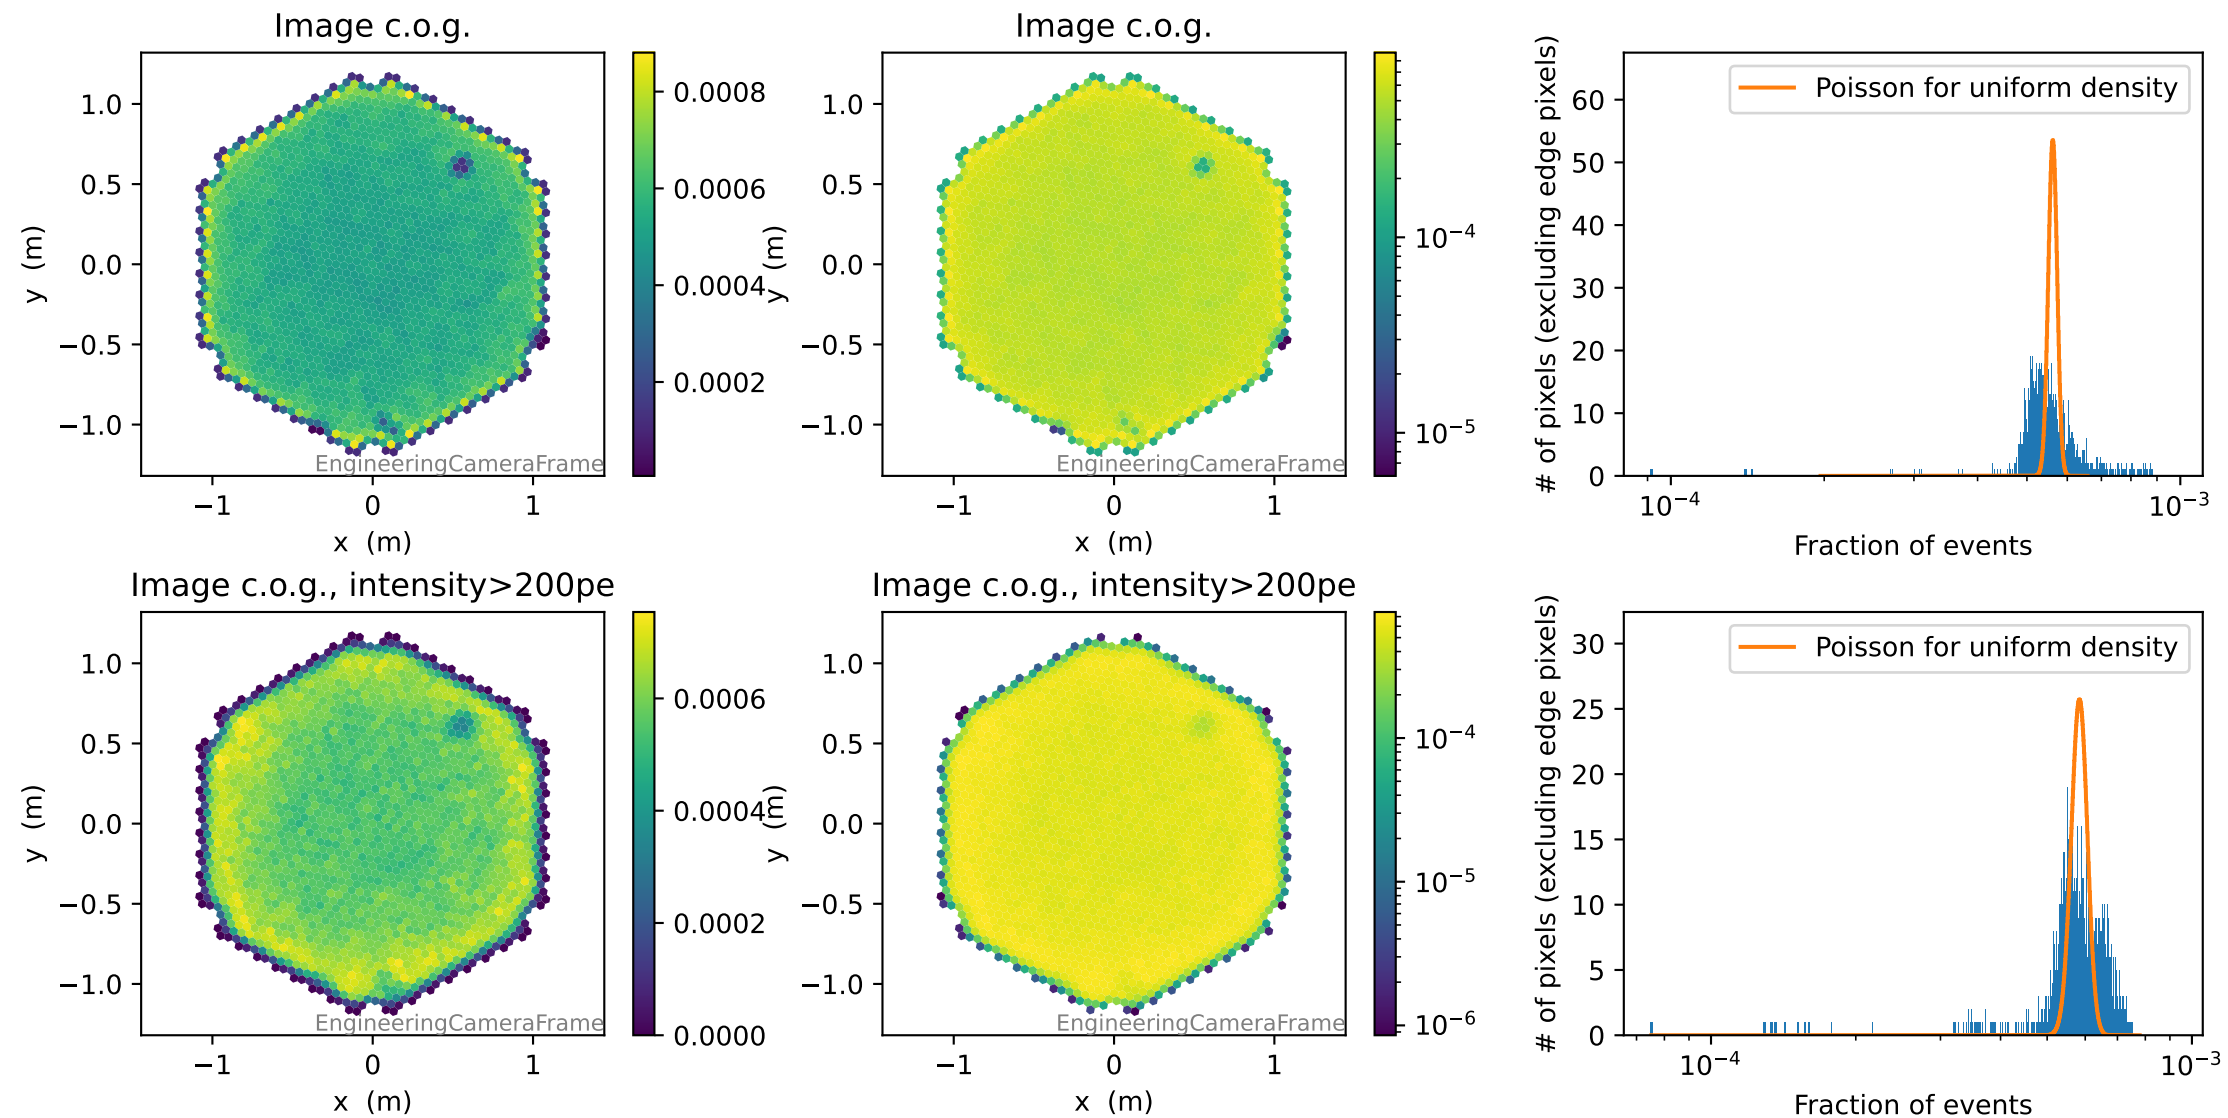 Image c.o.g.
1.0
0.5
0.0
−0.5
−1.0
y (m)
−1
0
1
x (m)
EngineeringCameraFrame
0.0008
0.0006
0.0004
0.0002
Image c.o.g.
1.0
0.5
0.0
−0.5
−1.0
y (m)
−1
0
1
x (m)
EngineeringCameraFrame
10⁻⁴
10⁻⁵
Poisson for uniform density
# of pixels (excluding edge pixels)
60
50
40
30
20
10
0
10⁻⁴
10⁻³
Fraction of events
Image c.o.g., intensity>200pe
1.0
0.5
0.0
−0.5
−1.0
y (m)
−1
0
1
x (m)
EngineeringCameraFrame
0.0006
0.0004
0.0002
0.0000
Image c.o.g., intensity>200pe
1.0
0.5
0.0
−0.5
−1.0
y (m)
−1
0
1
x (m)
EngineeringCameraFrame
10⁻⁴
10⁻⁵
10⁻⁶
Poisson for uniform density
# of pixels (excluding edge pixels)
30
25
20
15
10
5
0
10⁻⁴
10⁻³
Fraction of events